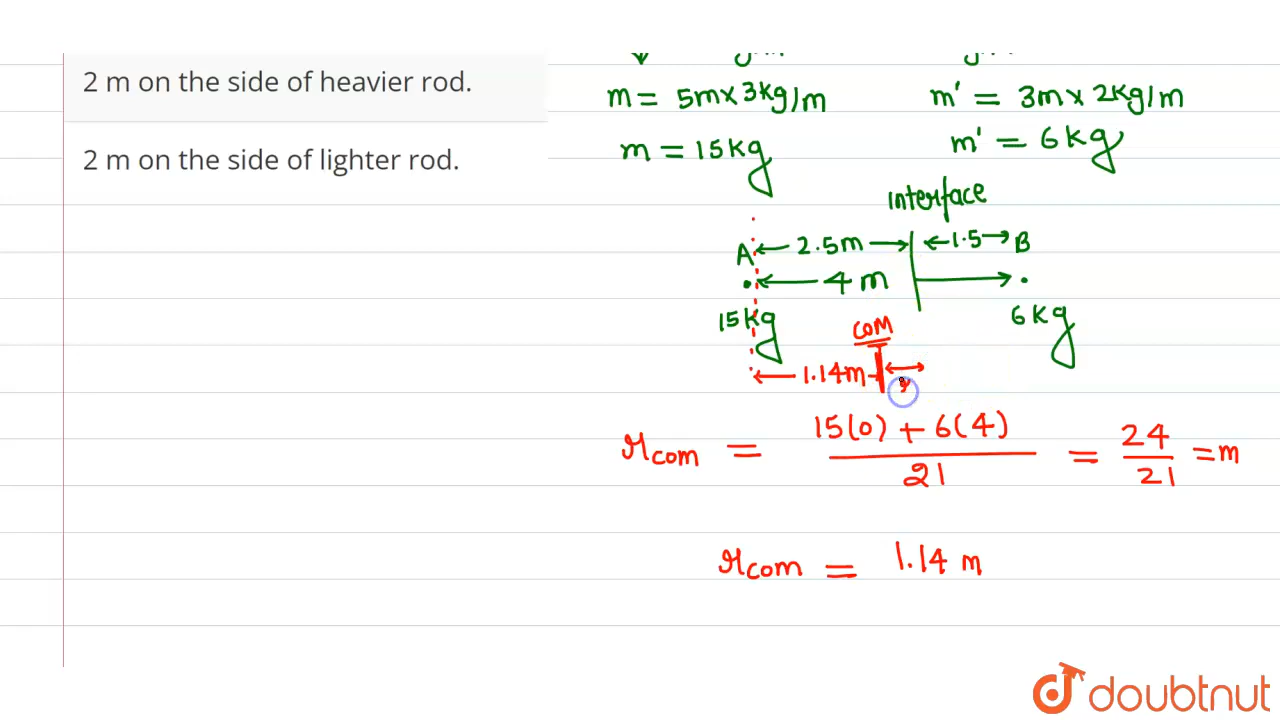 2 m on the side of heavier rod.
2 m on the side of lighter rod.
m = 5m×3kg/m
m' = 3m×2kg/m
m = 15kg
m' = 6kg
Interface
A
2.5m
1.5
B
4 m
15kg
6kg
COM
1.14m
?
rcom = 15(0) + 6(4) / 21 = 24 / 21 = m
rcom = 1.14 m
doubtnut